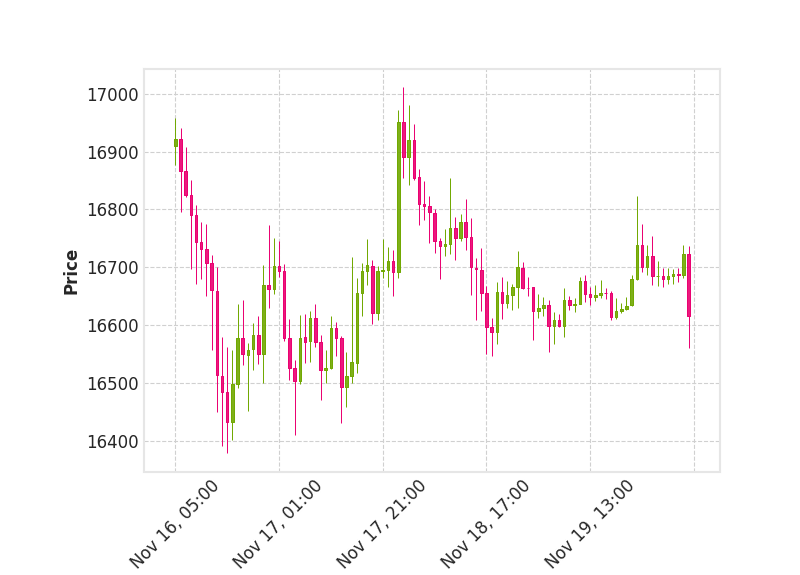 17000
16900
16800
16700
16600
16500
16400
Price
Nov 16, 05:00
Nov 17, 01:00
Nov 17, 21:00
Nov 18, 17:00
Nov 19, 13:00